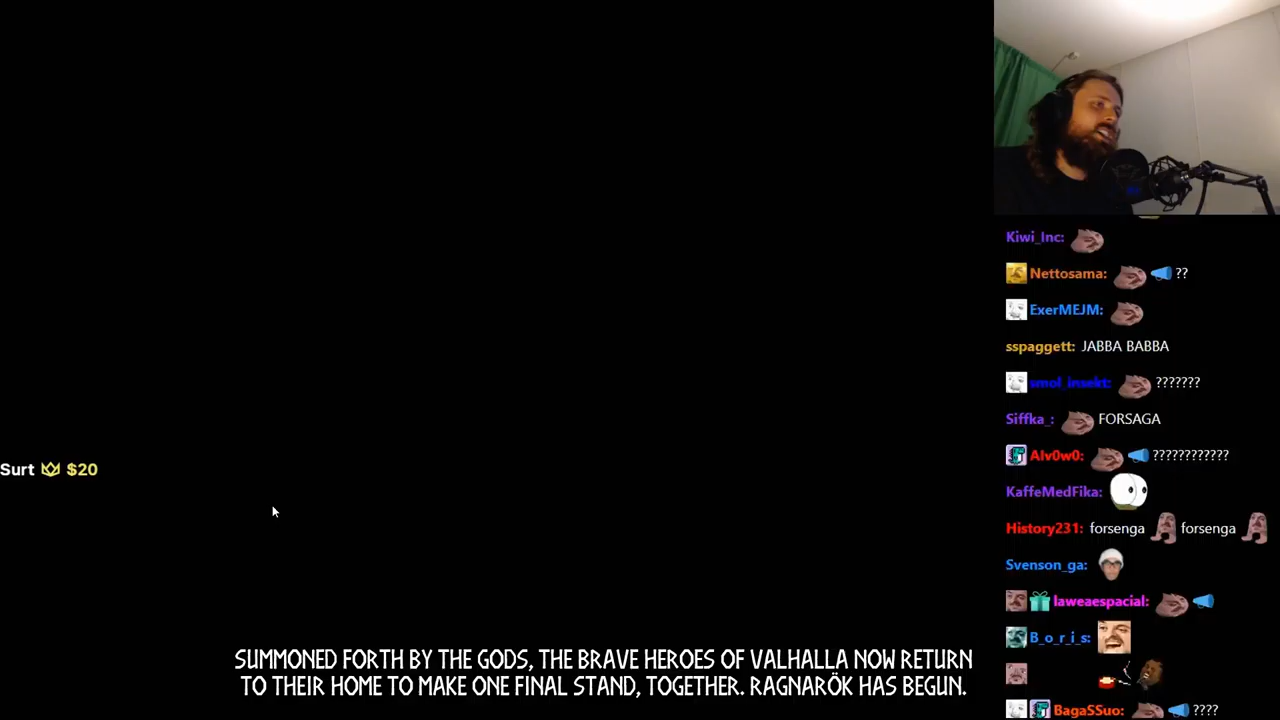 Kiwi_Inc:
Nettosama: ??
ExerMEJM:
sspaggett: JABBA BABBA
smol_insekt: ???????
Siffka_: FORSAGA
Alv0w0: ????????????
Surt $20
KaffeMedFika:
History231: forsenga forsenga
Svenson_ga:
laweaespacial:
B_o_r_i_s:
BagaSSuo: ????
SUMMONED FORTH BY THE GODS, THE BRAVE HEROES OF VALHALLA NOW RETURN
TO THEIR HOME TO MAKE ONE FINAL STAND, TOGETHER. RAGNARÖK HAS BEGUN.